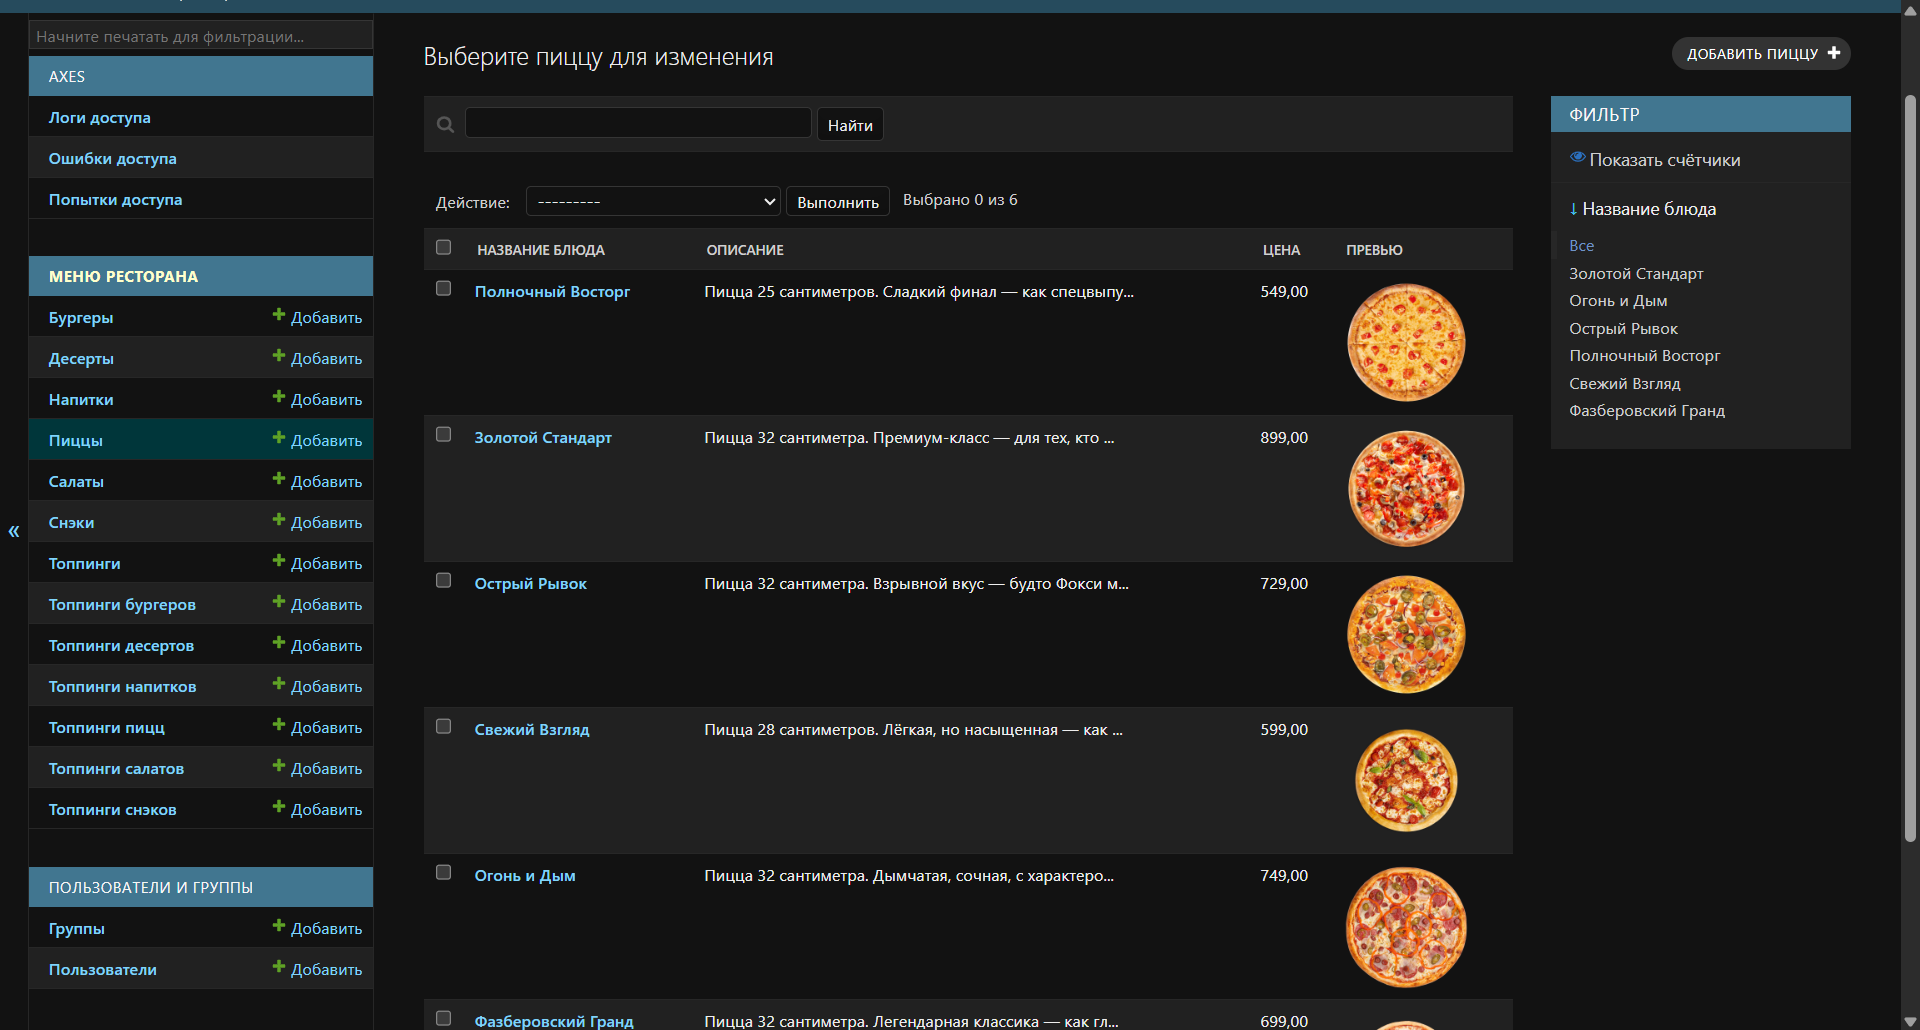 Начните печатать для фильтрации...
AXES
Логи доступа
Ошибки доступа
Попытки доступа
МЕНЮ РЕСТОРАНА
Бургеры Добавить
Десерты Добавить
Напитки Добавить
Пиццы Добавить
Салаты Добавить
Снэки Добавить
Топпинги Добавить
Топпинги бургеров Добавить
Топпинги десертов Добавить
Топпинги напитков Добавить
Топпинги пицц Добавить
Топпинги салатов Добавить
Топпинги снэков Добавить
ПОЛЬЗОВАТЕЛИ И ГРУППЫ
Группы Добавить
Пользователи Добавить
«
Выберите пиццу для изменения
ДОБАВИТЬ ПИЦЦУ
Найти
Действие: --------- Выполнить Выбрано 0 из 6
НАЗВАНИЕ БЛЮДА ОПИСАНИЕ ЦЕНА ПРЕВЬЮ
Полночный Восторг Пицца 25 сантиметров. Сладкий финал — как спецвыпу... 549,00
Золотой Стандарт Пицца 32 сантиметра. Премиум-класс — для тех, кто ... 899,00
Острый Рывок Пицца 32 сантиметра. Взрывной вкус — будто Фокси м... 729,00
Свежий Взгляд Пицца 28 сантиметров. Лёгкая, но насыщенная — как ... 599,00
Огонь и Дым Пицца 32 сантиметра. Дымчатая, сочная, с характеро... 749,00
Фазберовский Гранд Пицца 32 сантиметра. Легендарная классика — как гл... 699,00
ФИЛЬТР
Показать счётчики
↓ Название блюда
Все
Золотой Стандарт
Огонь и Дым
Острый Рывок
Полночный Восторг
Свежий Взгляд
Фазберовский Гранд